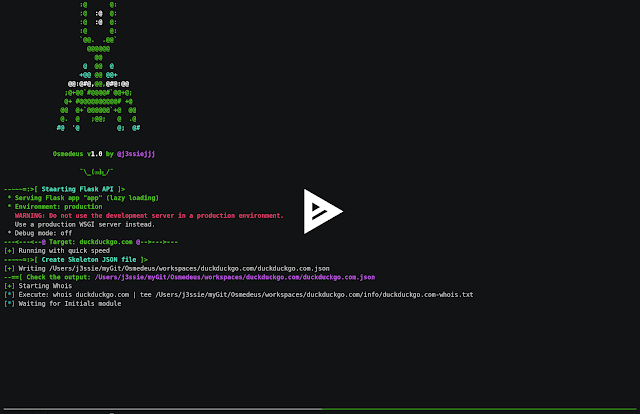 Osmedeus v1.0 by @j3ssiejjj
¯\_(ツ)_/¯
-----=:>[ Staarting Flask API ]>
* Serving Flask app "app" (lazy loading)
* Environment: production
WARNING: Do not use the development server in a production environment.
Use a production WSGI server instead.
* Debug mode: off
---<---<--@ Target: duckduckgo.com @-->--->---
[+] Running with quick speed
-----=:>[ Create Skeleton JSON file ]>
[+] Writing /Users/j3ssie/myGit/Osmedeus/workspaces/duckduckgo.com/duckduckgo.com.json
--==[ Check the output: /Users/j3ssie/myGit/Osmedeus/workspaces/duckduckgo.com/duckduckgo.com.json
[+] Starting Whois
[*] Execute: whois duckduckgo.com | tee /Users/j3ssie/myGit/Osmedeus/workspaces/duckduckgo.com/info/duckduckgo.com-whois.txt
[*] Waiting for Initials module